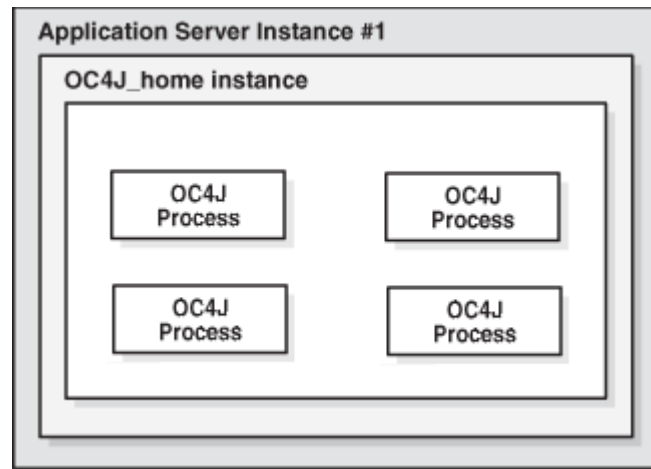 Application Server Instance #1
OC4J_home instance
OC4J
Process
OC4J
Process
OC4J
Process
OC4J
Process